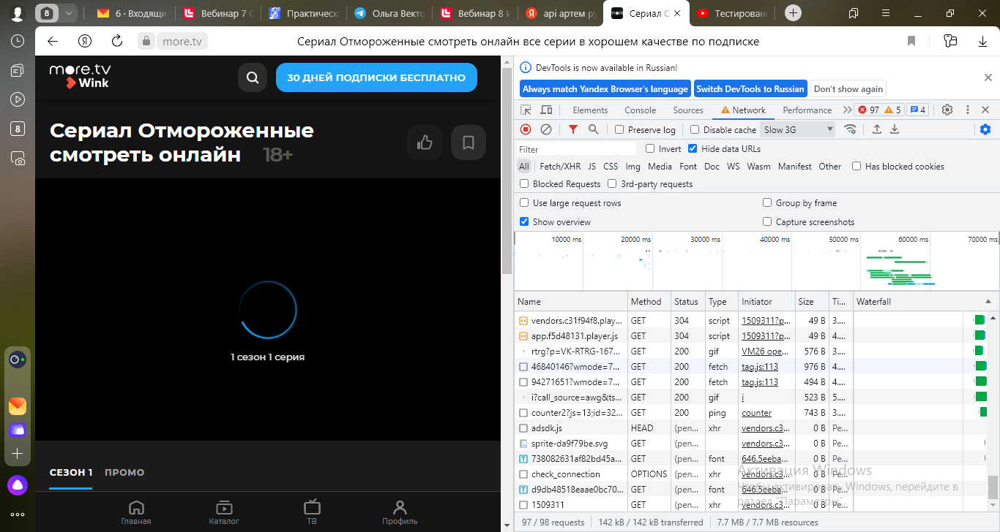 8
6 · Входящи
Вебинар 7 С
Практическ
Ольга Векто
Вебинар 8 И
api артем ру
Сериал О
Тестирован
more.tv
Сериал Отмороженные смотреть онлайн все серии в хорошем качестве по подписке
8
more.tv
Wink
30 ДНЕЙ ПОДПИСКИ БЕСПЛАТНО
Сериал Отмороженные
смотреть онлайн 18+
1 сезон 1 серия
СЕЗОН 1 ПРОМО
Главная
Каталог
ТВ
Профиль
DevTools is now available in Russian!
Always match Yandex Browser's language
Switch DevTools to Russian
Don't show again
Elements Console Sources Network Performance 97 5 4
Preserve log Disable cache Slow 3G
Filter Invert Hide data URLs
All Fetch/XHR JS CSS Img Media Font Doc WS Wasm Manifest Other Has blocked cookies
Blocked Requests 3rd-party requests
Use large request rows Group by frame
Show overview Capture screenshots
10000 ms 20000 ms 30000 ms 40000 ms 50000 ms 60000 ms 70000 ms
Name Method Status Type Initiator Size Ti... Waterfall
vendors.c31f94f8.play... GET 304 script 1509311?p... 49 B 3....
app.f5d48131.player.js GET 304 script 1509311?p... 49 B 4....
rtrg?p=VK-RTRG-167... GET 200 gif VM26 ope... 576 B 3....
46840146?wmode=7... GET 200 fetch tag.js:113 976 B 4....
94271651?wmode=7... GET 200 fetch tag.js:113 494 B 4....
i?call_source=awg&ts... GET 200 gif i 523 B 5....
counter2?js=13;id=32... GET 200 ping counter 743 B 3....
adsdk.js HEAD (pen... xhr vendors.c3... 0 B Pe...
sprite-da9f79be.svg GET (pen... vendors.c3... 0 B Pe...
738082631af82bd45a... GET (pen... font 646.5eeba... 0 B Pe...
check_connection OPTIONS (pen... xhr vendors.c3... 0 B Pe...
d9db48518eaae0bc70... GET (pen... font 646.5eeba... 0 B Pe...
1509311 GET (pen... xhr vendors.c3... 0 B Pe...
Активация Windows
Чтобы активировать Windows, перейдите в
раздел "Параметры".
97 / 98 requests 142 kB / 142 kB transferred 7.7 MB / 7.7 MB resources